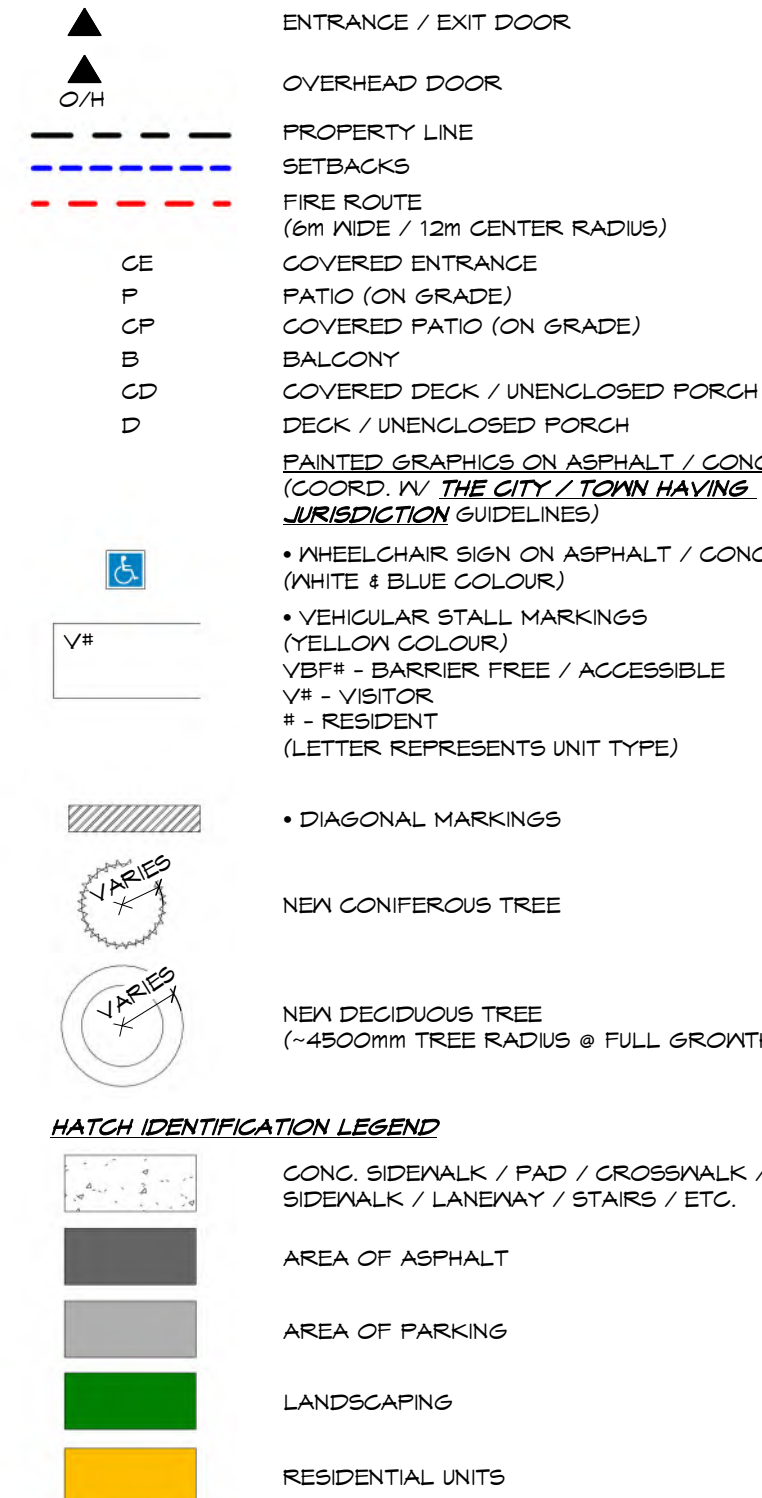 ENTRANCE / EXIT DOOR
O/H OVERHEAD DOOR
PROPERTY LINE
SETBACKS
FIRE ROUTE
(6m WIDE / 12m CENTER RADIUS)
CE COVERED ENTRANCE
P PATIO (ON GRADE)
CP COVERED PATIO (ON GRADE)
B BALCONY
CD COVERED DECK / UNENCLOSED PORCH
D DECK / UNENCLOSED PORCH
PAINTED GRAPHICS ON ASPHALT / CONC
(COORD. W/ THE CITY / TOWN HAVING
JURISDICTION GUIDELINES)
• WHEELCHAIR SIGN ON ASPHALT / CONC
(WHITE & BLUE COLOUR)
V# • VEHICULAR STALL MARKINGS
(YELLOW COLOUR)
VBF# - BARRIER FREE / ACCESSIBLE
V# - VISITOR
# - RESIDENT
(LETTER REPRESENTS UNIT TYPE)
• DIAGONAL MARKINGS
VARIES NEW CONIFEROUS TREE
VARIES NEW DECIDUOUS TREE
(~4500mm TREE RADIUS @ FULL GROWTH
HATCH IDENTIFICATION LEGEND
CONC. SIDEWALK / PAD / CROSSWALK /
SIDEWALK / LANEWAY / STAIRS / ETC.
AREA OF ASPHALT
AREA OF PARKING
LANDSCAPING
RESIDENTIAL UNITS